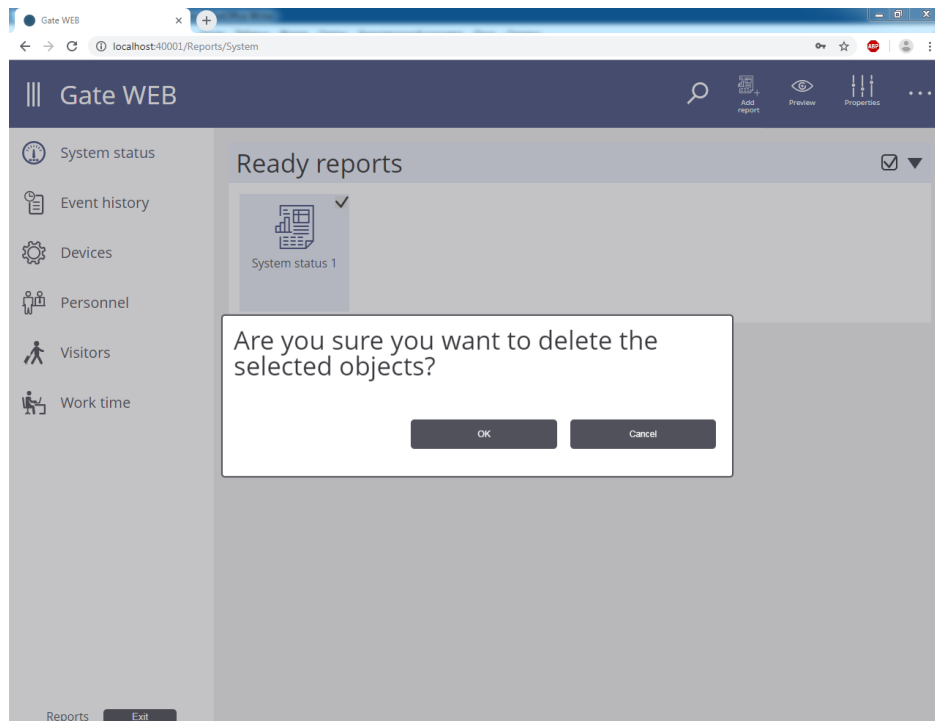 Gate WEB
localhost:40001/Reports/System
ABP
Gate WEB
Add
report
Preview
Properties
System status
Event history
Devices
Personnel
Visitors
Work time
Ready reports
System status 1
Are you sure you want to delete the
selected objects?
OK
Cancel
Reports
Exit